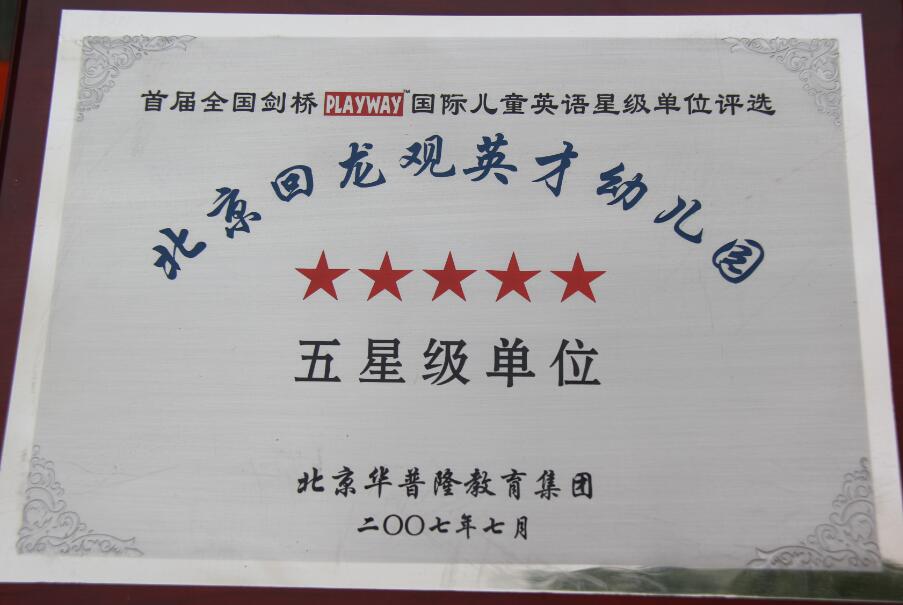 首届全国剑桥PLAYWAY™国际儿童英语星级单位评选
北京回龙观英才幼儿园
五星级单位
北京华普隆教育集团
二〇〇七年七月